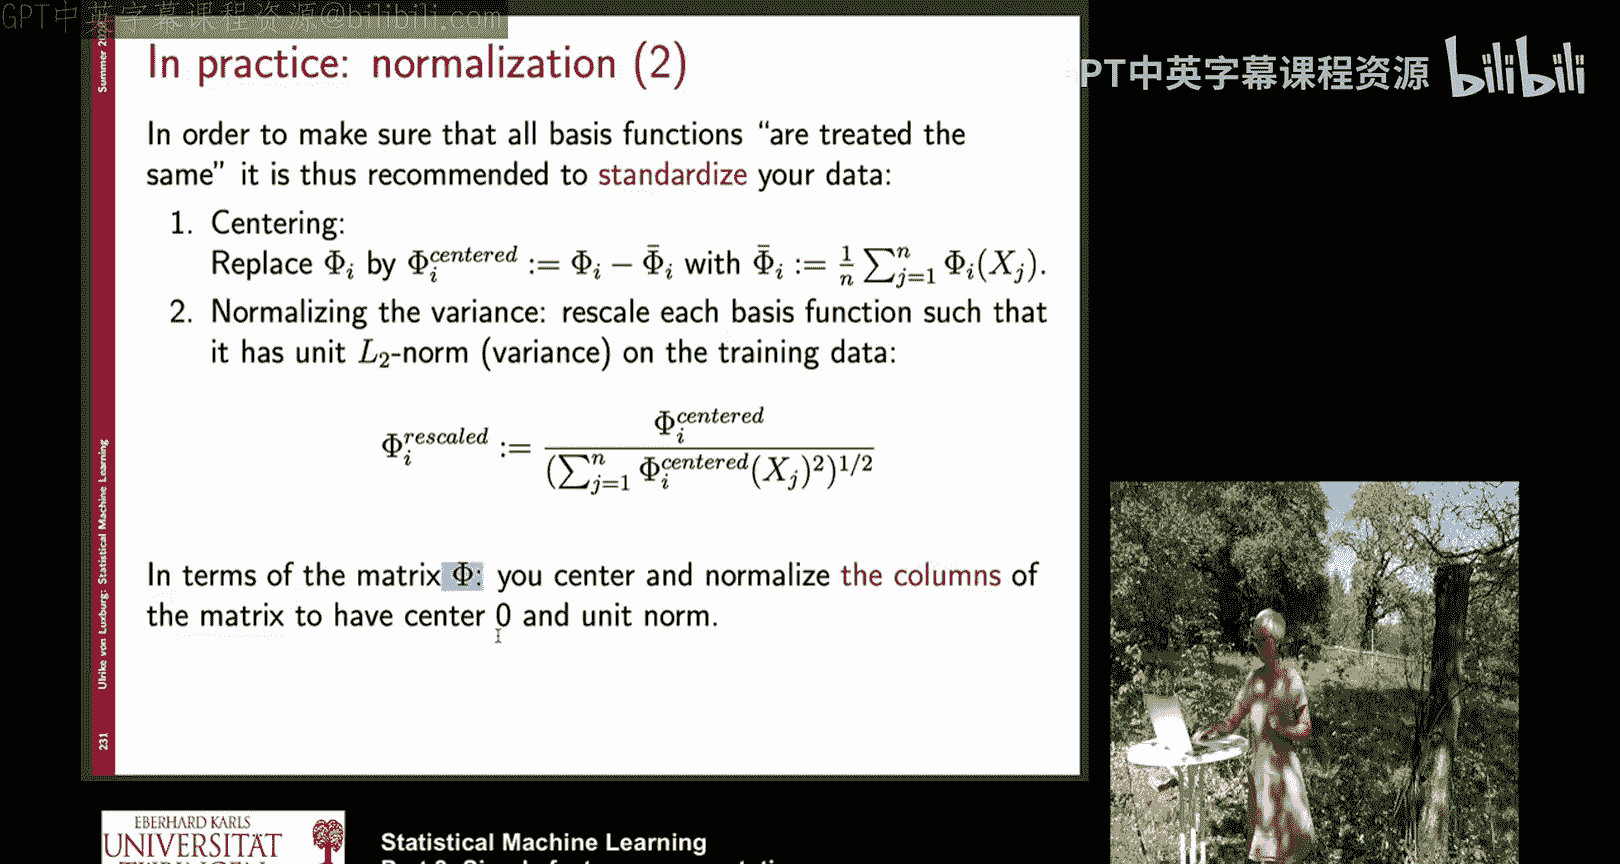 GPT中英字幕课程资源@bilibili.com
PT中英字幕课程资源 bilibili
In practice: normalization (2)
In order to make sure that all basis functions “are treated the
same” it is thus recommended to standardize your data:
1. Centering:
Replace Φ_i by Φ_i^{centered} := Φ_i − Φ̄_i with Φ̄_i := 1/n ∑_{j=1}^n Φ_i(X_j).
2. Normalizing the variance: rescale each basis function such that
it has unit L_2-norm (variance) on the training data:
Φ_i^{rescaled} := Φ_i^{centered} / (∑_{j=1}^n Φ_i^{centered}(X_j)^2)^{1/2}
In terms of the matrix Φ: you center and normalize the columns of
the matrix to have center 0 and unit norm.
Ulrike von Luxburg: Statistical Machine Learning
Summer
231
EBERHARD KARLS
UNIVERSITÄT
Statistical Machine Learning